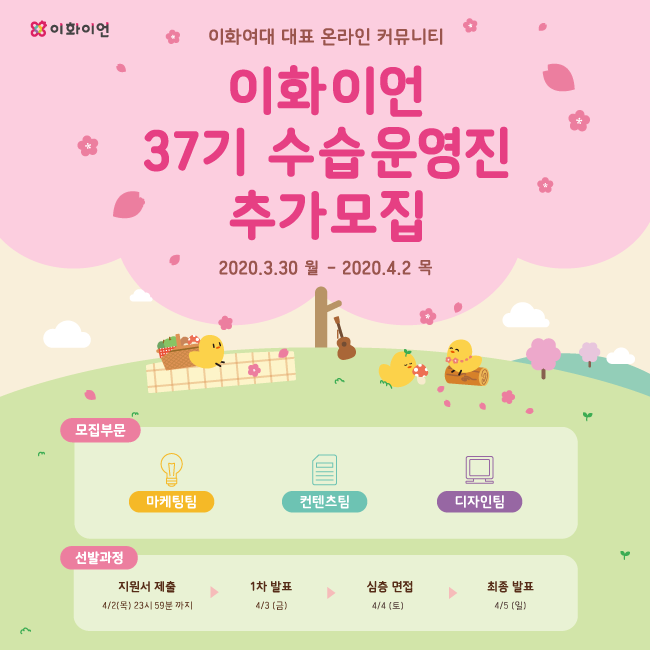 이화이언
이화여대 대표 온라인 커뮤니티
이화이언
37기 수습운영진
추가모집
2020.3.30 월 - 2020.4.2 목
모집부문
마케팅팀 컨텐츠팀 디자인팀
선발과정
지원서 제출 1차 발표 심층 면접 최종 발표
4/2(목) 23시 59분 까지 4/3 (금) 4/4 (토) 4/5 (일)